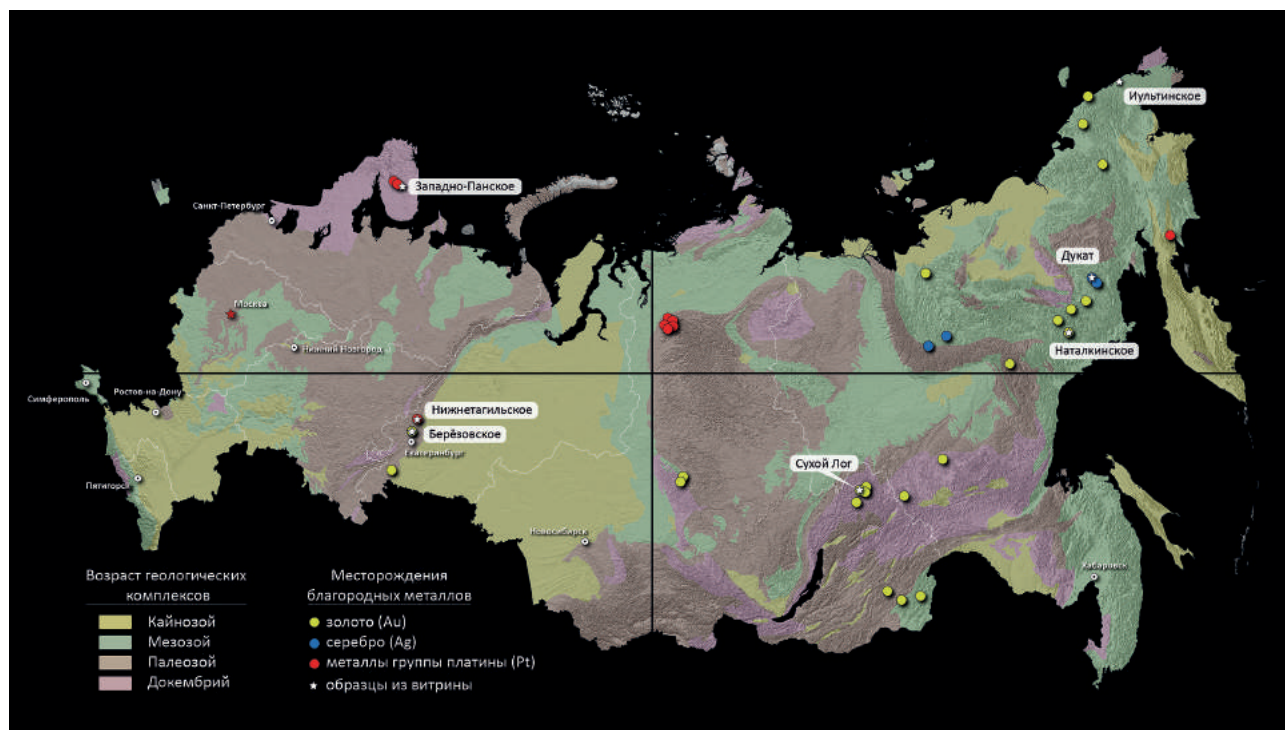 Иультинское
Западно-Панское
Санкт-Петербург
Дукат
Москва
Нижний Новгород
Наталкинское
Симферополь
Ростов-на-Дону
Нижнетагильское
Берёзовское
Екатеринбург
Сухой Лог
Пятигорск
Новосибирск
Хабаровск
Возраст геологических
комплексов
Кайнозой
Мезозой
Палеозой
Докембрий
Месторождения
благородных металлов
золото (Au)
серебро (Ag)
металлы группы платины (Pt)
образцы из витрины